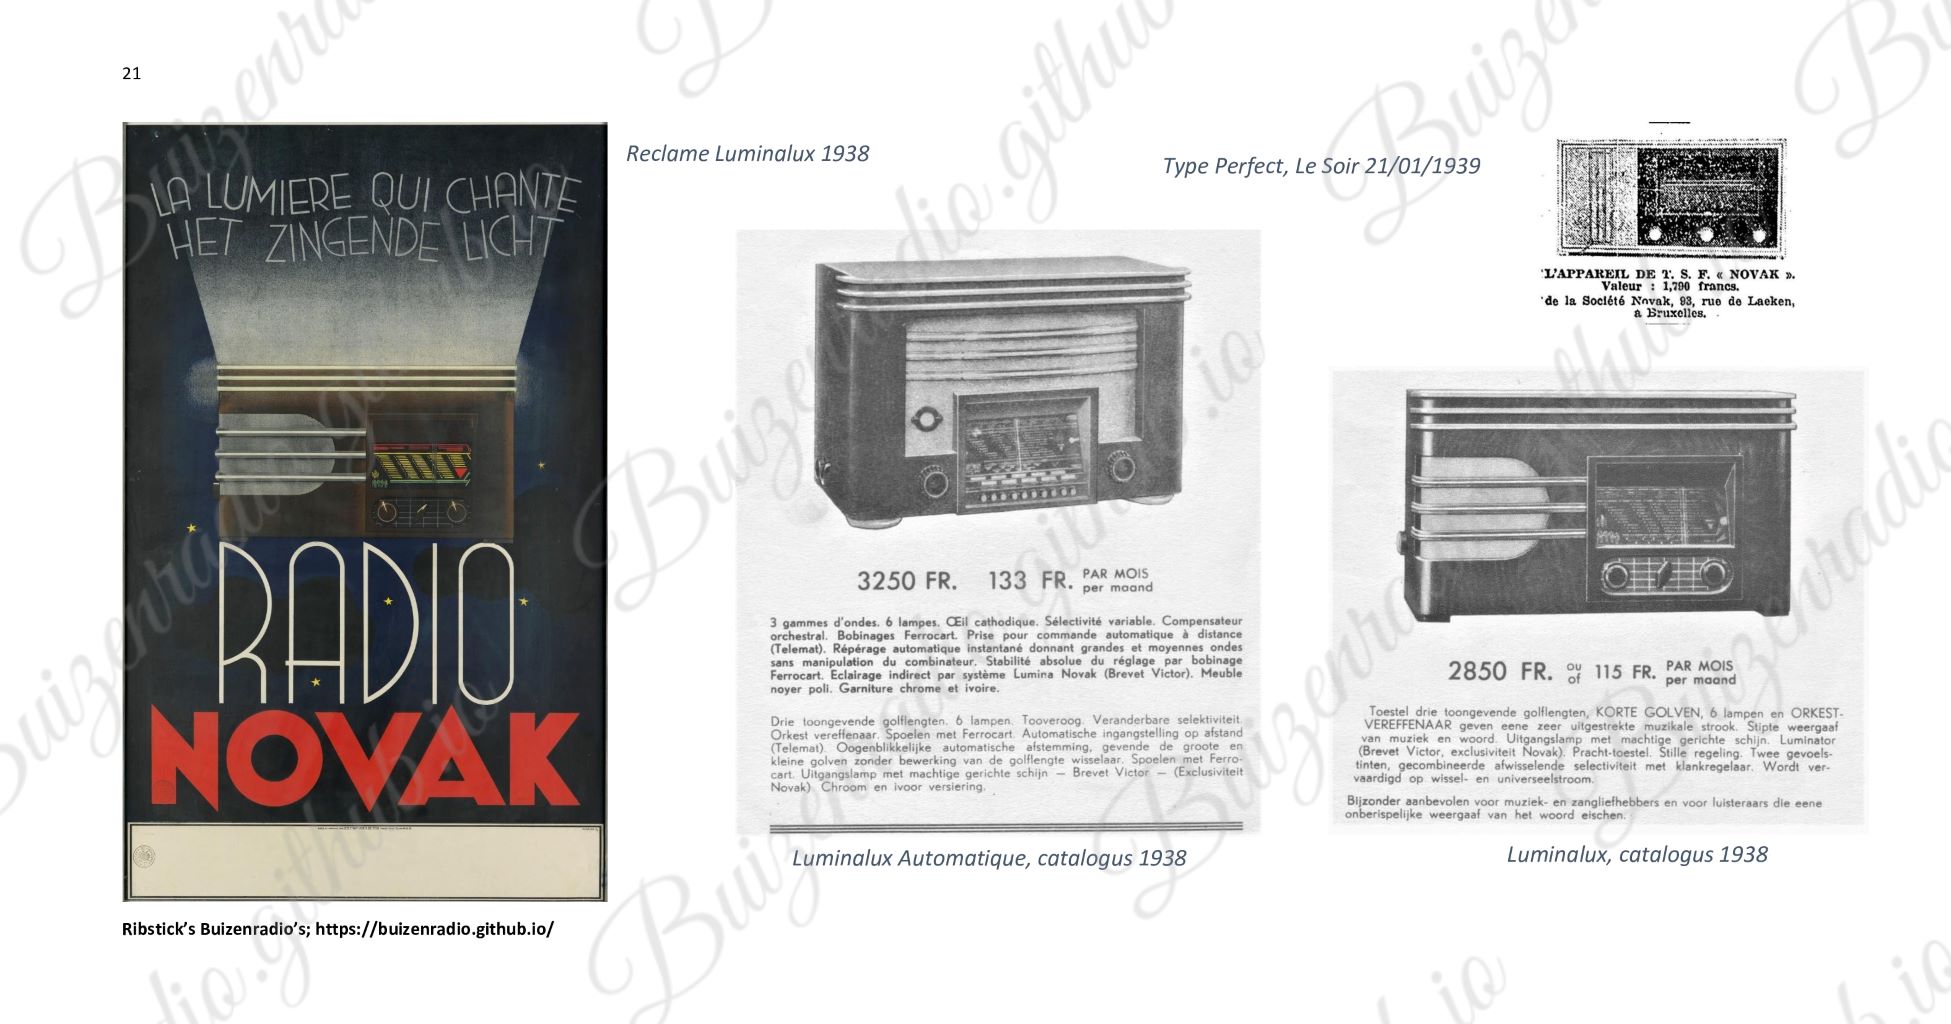 21
LA LUMIERE QUI CHANTE
HET ZINGENDE LICHT
RADIO
NOVAK
Ribstick’s Buizenradio’s; https://buizenradio.github.io/
Reclame Luminalux 1938
3250 FR. 133 FR. PAR MOIS
per maand
3 gammes d'ondes. 6 lampes. Œil cathodique. Sélectivité variable. Compensateur
orchestral. Bobinages Ferrocart. Prise pour commande automatique à distance
(Telemat). Répérage automatique instantané donnant grandes et moyennes ondes
sans manipulation du combinateur. Stabilité absolue du réglage par bobinage
Ferrocart. Eclairage indirect par système Lumina Novak (Brevet Victor). Meuble
noyer poli. Garniture chrome et ivoire.
Drie toongevende golflengten. 6 lampen. Tooveroog. Veranderbare selektiviteit.
Orkest vereffenaar. Spoelen met Ferrocart. Automatische ingangstelling op afstand
(Telemat). Oogenblikkelijke automatische afstemming, gevende de groote en
kleine golven zonder bewerking van de golflengte wisselaar. Spoelen met Ferro-
cart. Uitgangslamp met machtige gerichte schijn — Brevet Victor — (Exclusiviteit
Novak) Chroom en ivoor versiering.
Luminalux Automatique, catalogus 1938
Type Perfect, Le Soir 21/01/1939
L'APPAREIL DE T. S. F. « NOVAK ».
Valeur : 1,790 francs.
de la Société Novak, 93, rue de Laeken,
à Bruxelles.
2850 FR. ou of 115 FR. PAR MOIS
per maand
Toestel drie toongevende golflengten, KORTE GOLVEN, 6 lampen en ORKEST-
VEREFFENAAR geven eene zeer uitgestrekte muzikale strook. Stipte weergaaf
van muziek en woord. Uitgangslamp met machtige gerichte schijn. Luminator
(Brevet Victor, exclusiviteit Novak). Pracht-toestel. Stille regeling. Twee gevoels-
tinten, gecombineerde afwisselende selectiviteit met klankregelaar. Wordt ver-
vaardigd op wissel- en universeelstroom.
Bijzonder aanbevolen voor muziek- en zangliefhebbers en voor luisteraars die eene
onberispelijke weergaaf van het woord eischen.
Luminalux, catalogus 1938
Buizenradio.github.io